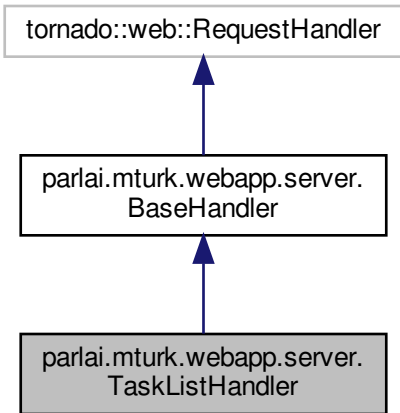 tornado::web::RequestHandler
parlai.mturk.webapp.server.
BaseHandler
parlai.mturk.webapp.server.
TaskListHandler